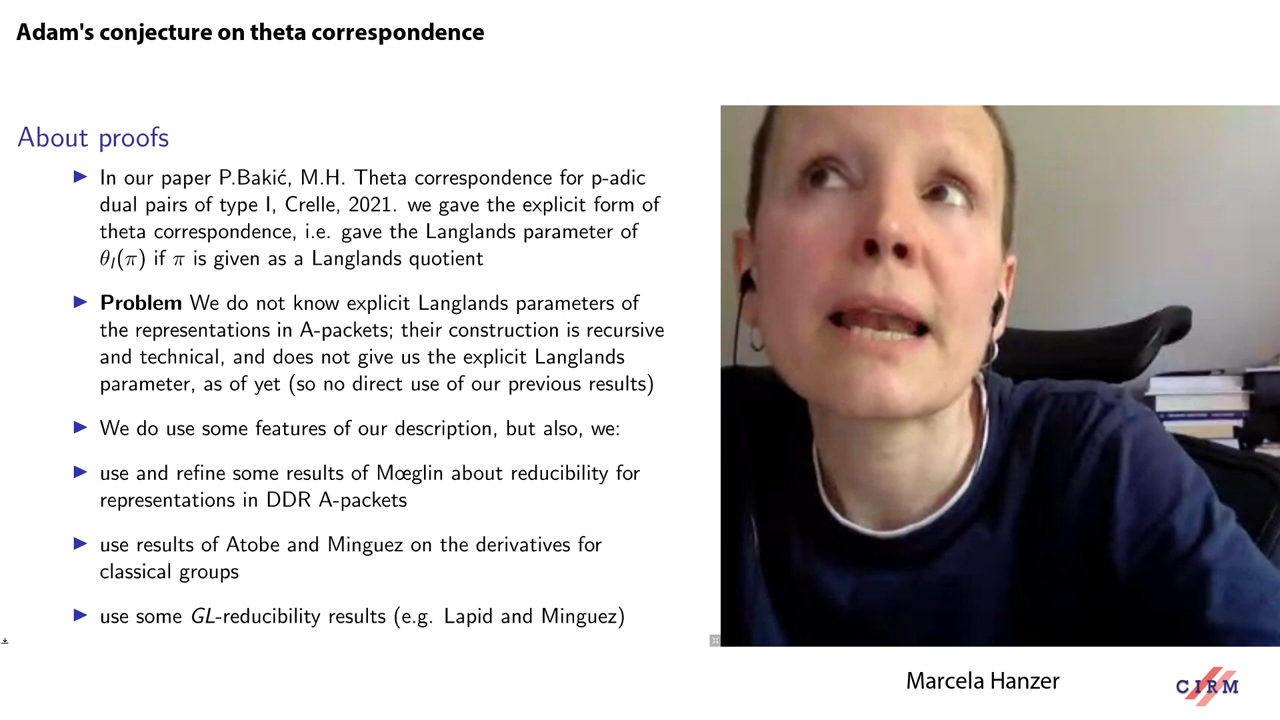 Adam's conjecture on theta correspondence
About proofs
▶ In our paper P.Bakić, M.H. Theta correspondence for p-adic
dual pairs of type I, Crelle, 2021. we gave the explicit form of
theta correspondence, i.e. gave the Langlands parameter of
θ_l(π) if π is given as a Langlands quotient
▶ Problem We do not know explicit Langlands parameters of
the representations in A-packets; their construction is recursive
and technical, and does not give us the explicit Langlands
parameter, as of yet (so no direct use of our previous results)
▶ We do use some features of our description, but also, we:
▶ use and refine some results of Mœglin about reducibility for
representations in DDR A-packets
▶ use results of Atobe and Minguez on the derivatives for
classical groups
▶ use some GL-reducibility results (e.g. Lapid and Minguez)
Marcela Hanzer
CIRM